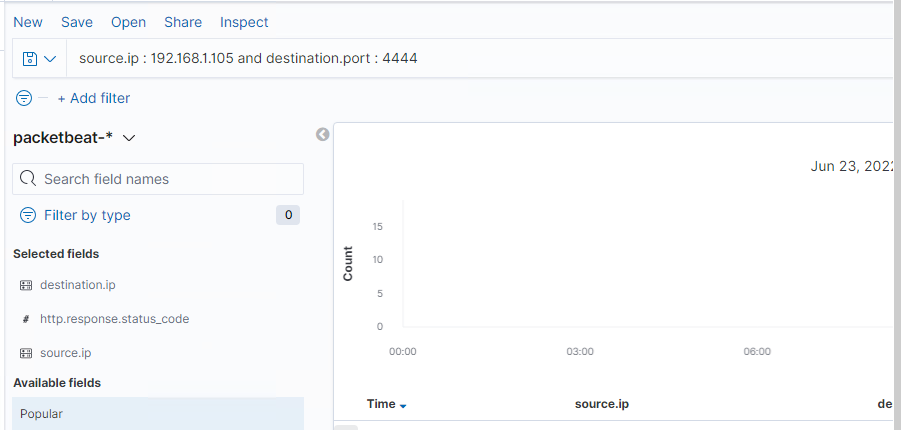 New Save Open Share Inspect
source.ip : 192.168.1.105 and destination.port : 4444
+ Add filter
packetbeat-*
Search field names
Filter by type 0
Selected fields
destination.ip
# http.response.status_code
source.ip
Available fields
Popular
Jun 23, 2022
Count
15
10
5
0
00:00 03:00 06:00
Time source.ip de